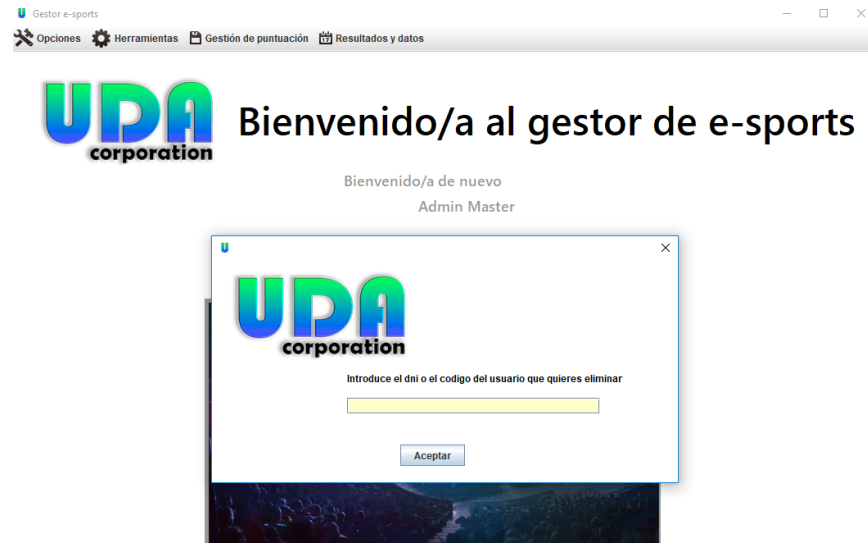 Gestor e-sports
Opciones Herramientas Gestión de puntuación 17 Resultados y datos
UDA
corporation
Bienvenido/a al gestor de e-sports
Bienvenido/a de nuevo
Admin Master
U
UDA
corporation
Introduce el dni o el codigo del usuario que quieres eliminar
Aceptar